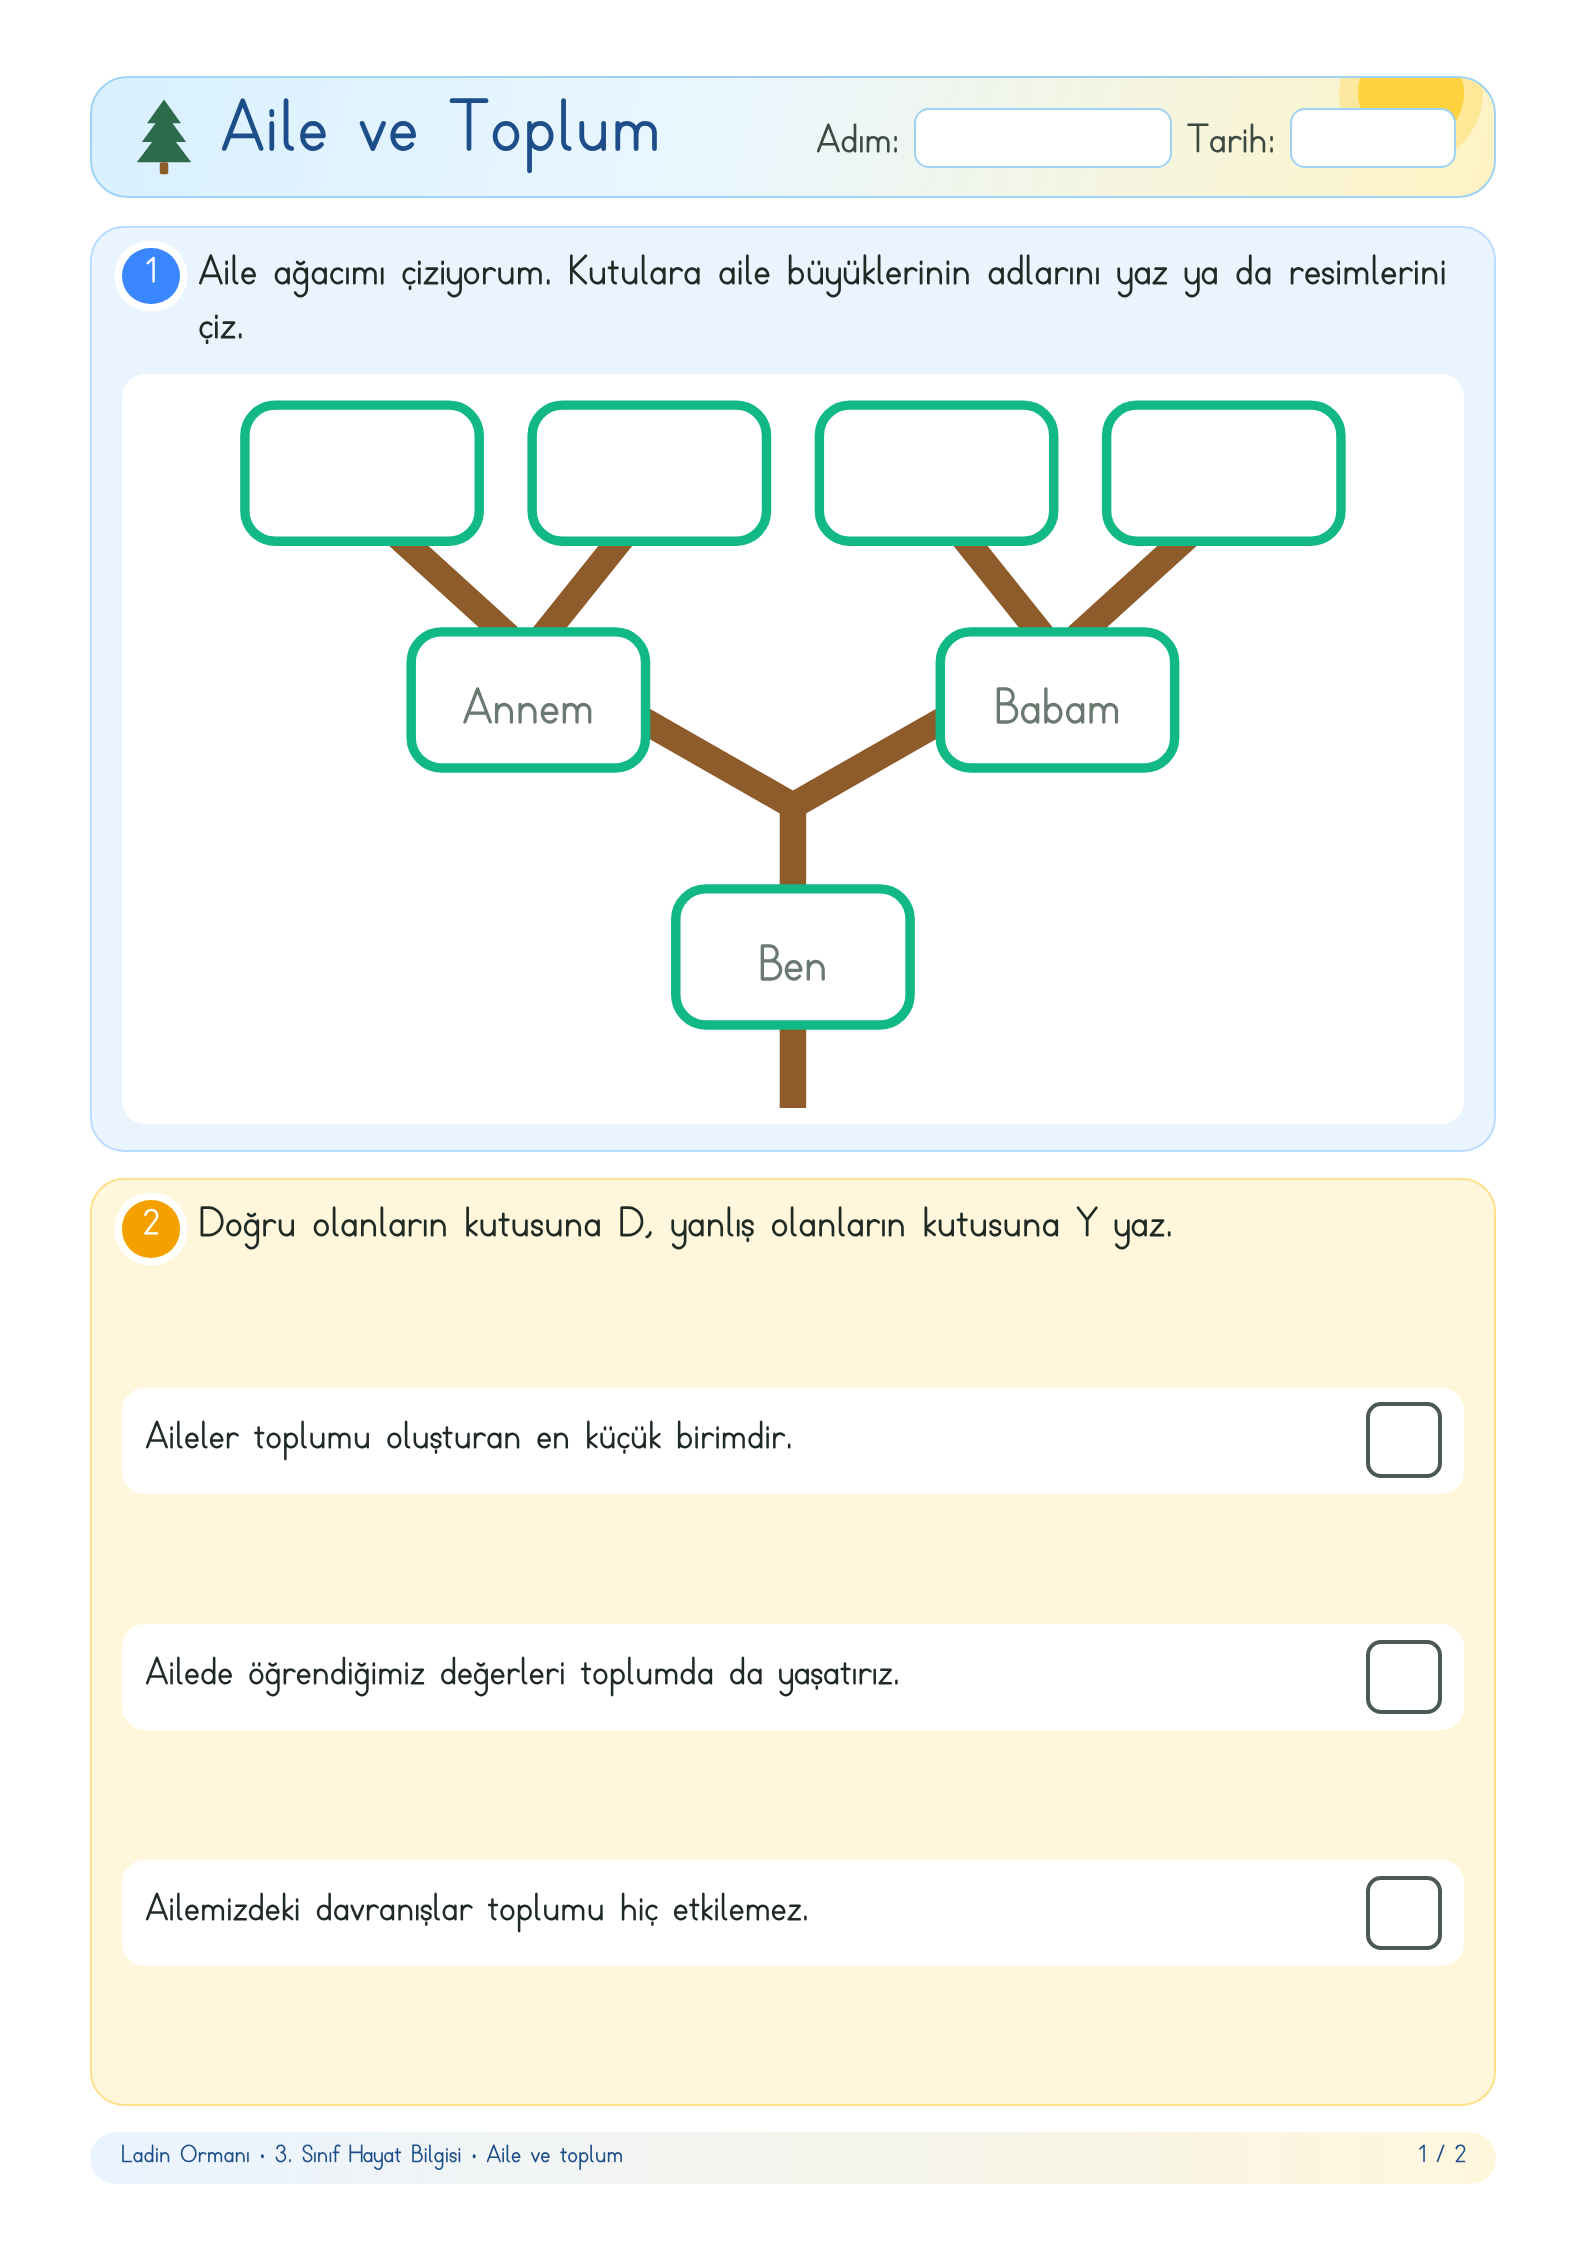 Aile ve Toplum
Adım:
Tarih:
1
Aile ağacımı çiziyorum. Kutulara aile büyüklerinin adlarını yaz ya da resimlerini
çiz.
Annem
Babam
Ben
2
Doğru olanların kutusuna D, yanlış olanların kutusuna Y yaz.
Aileler toplumu oluşturan en küçük birimdir.
Ailede öğrendiğimiz değerleri toplumda da yaşatırız.
Ailemizdeki davranışlar toplumu hiç etkilemez.
Ladin Ormanı • 3. Sınıf Hayat Bilgisi • Aile ve toplum
1 / 2